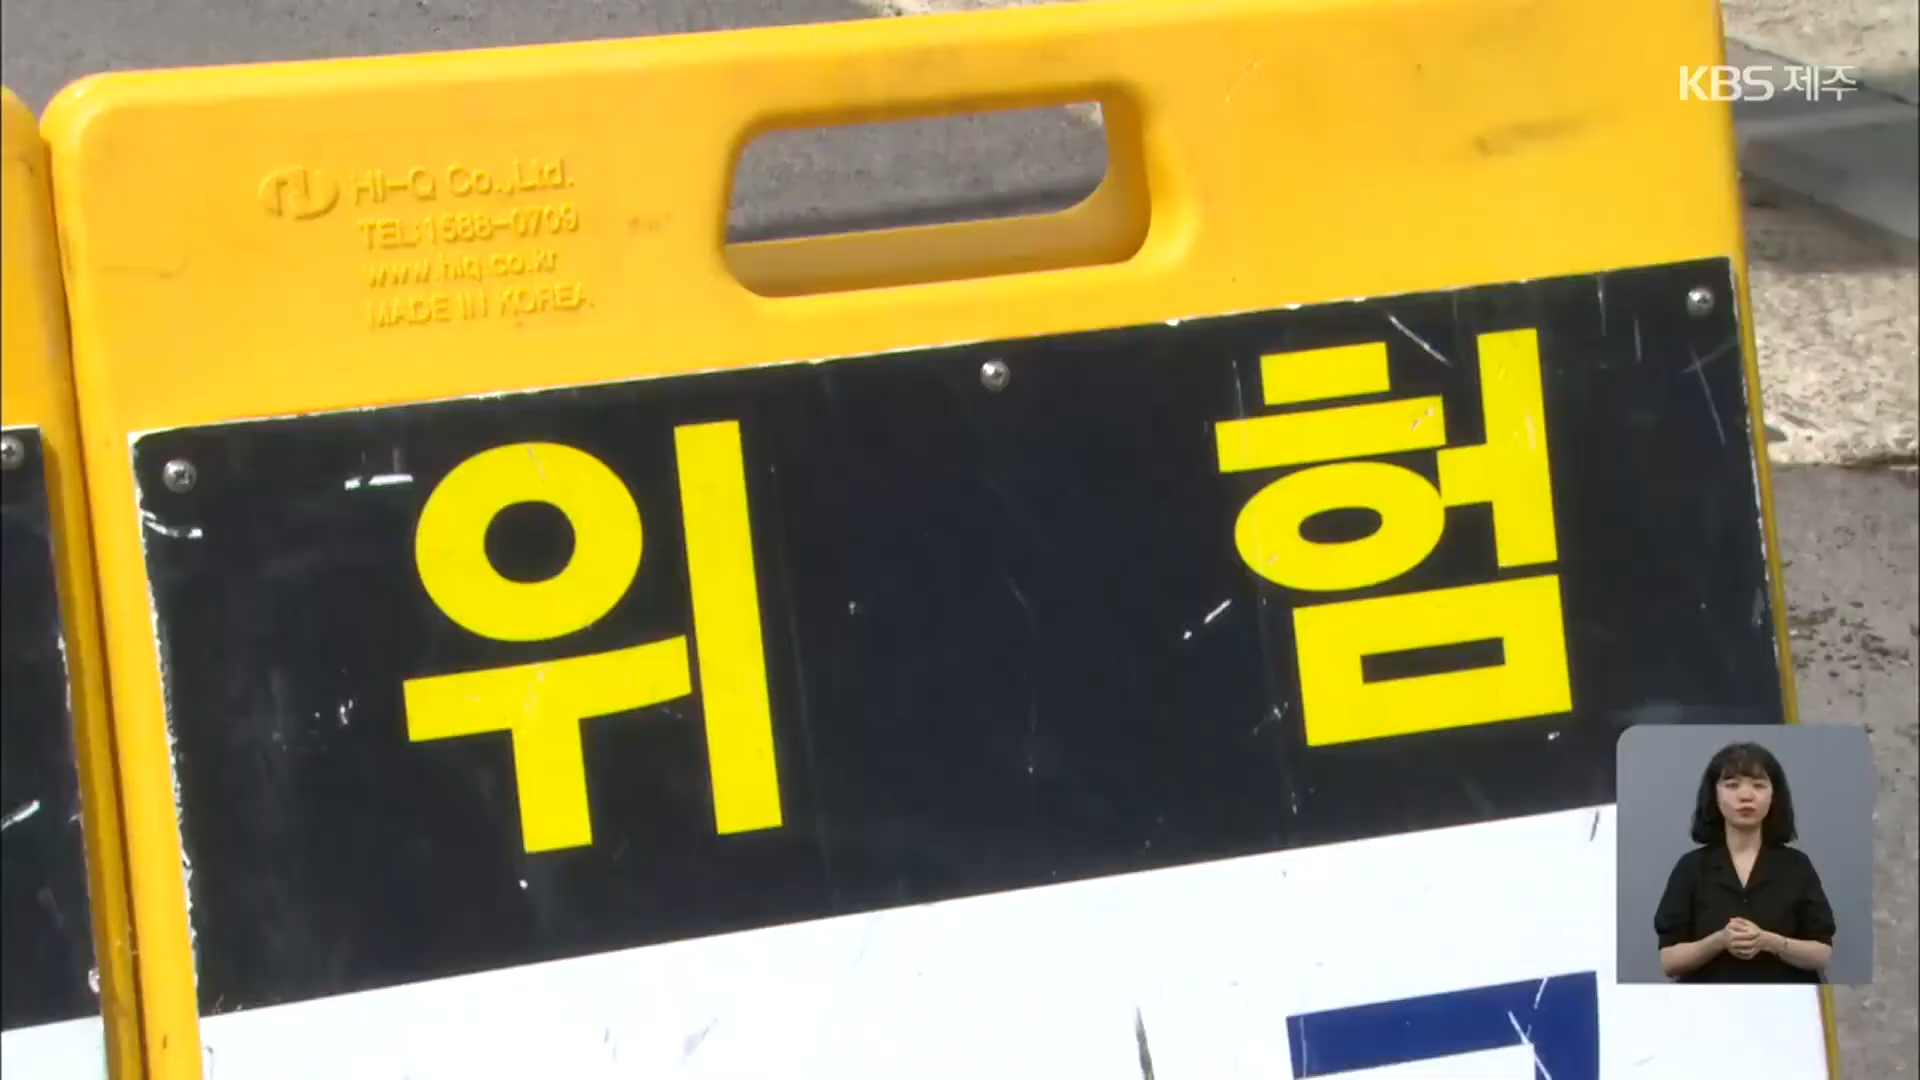 KBS 제주
HI-Q Co.,Ltd.
TEL:1588-0709
www.hiq.co.kr
MADE IN KOREA
위 험